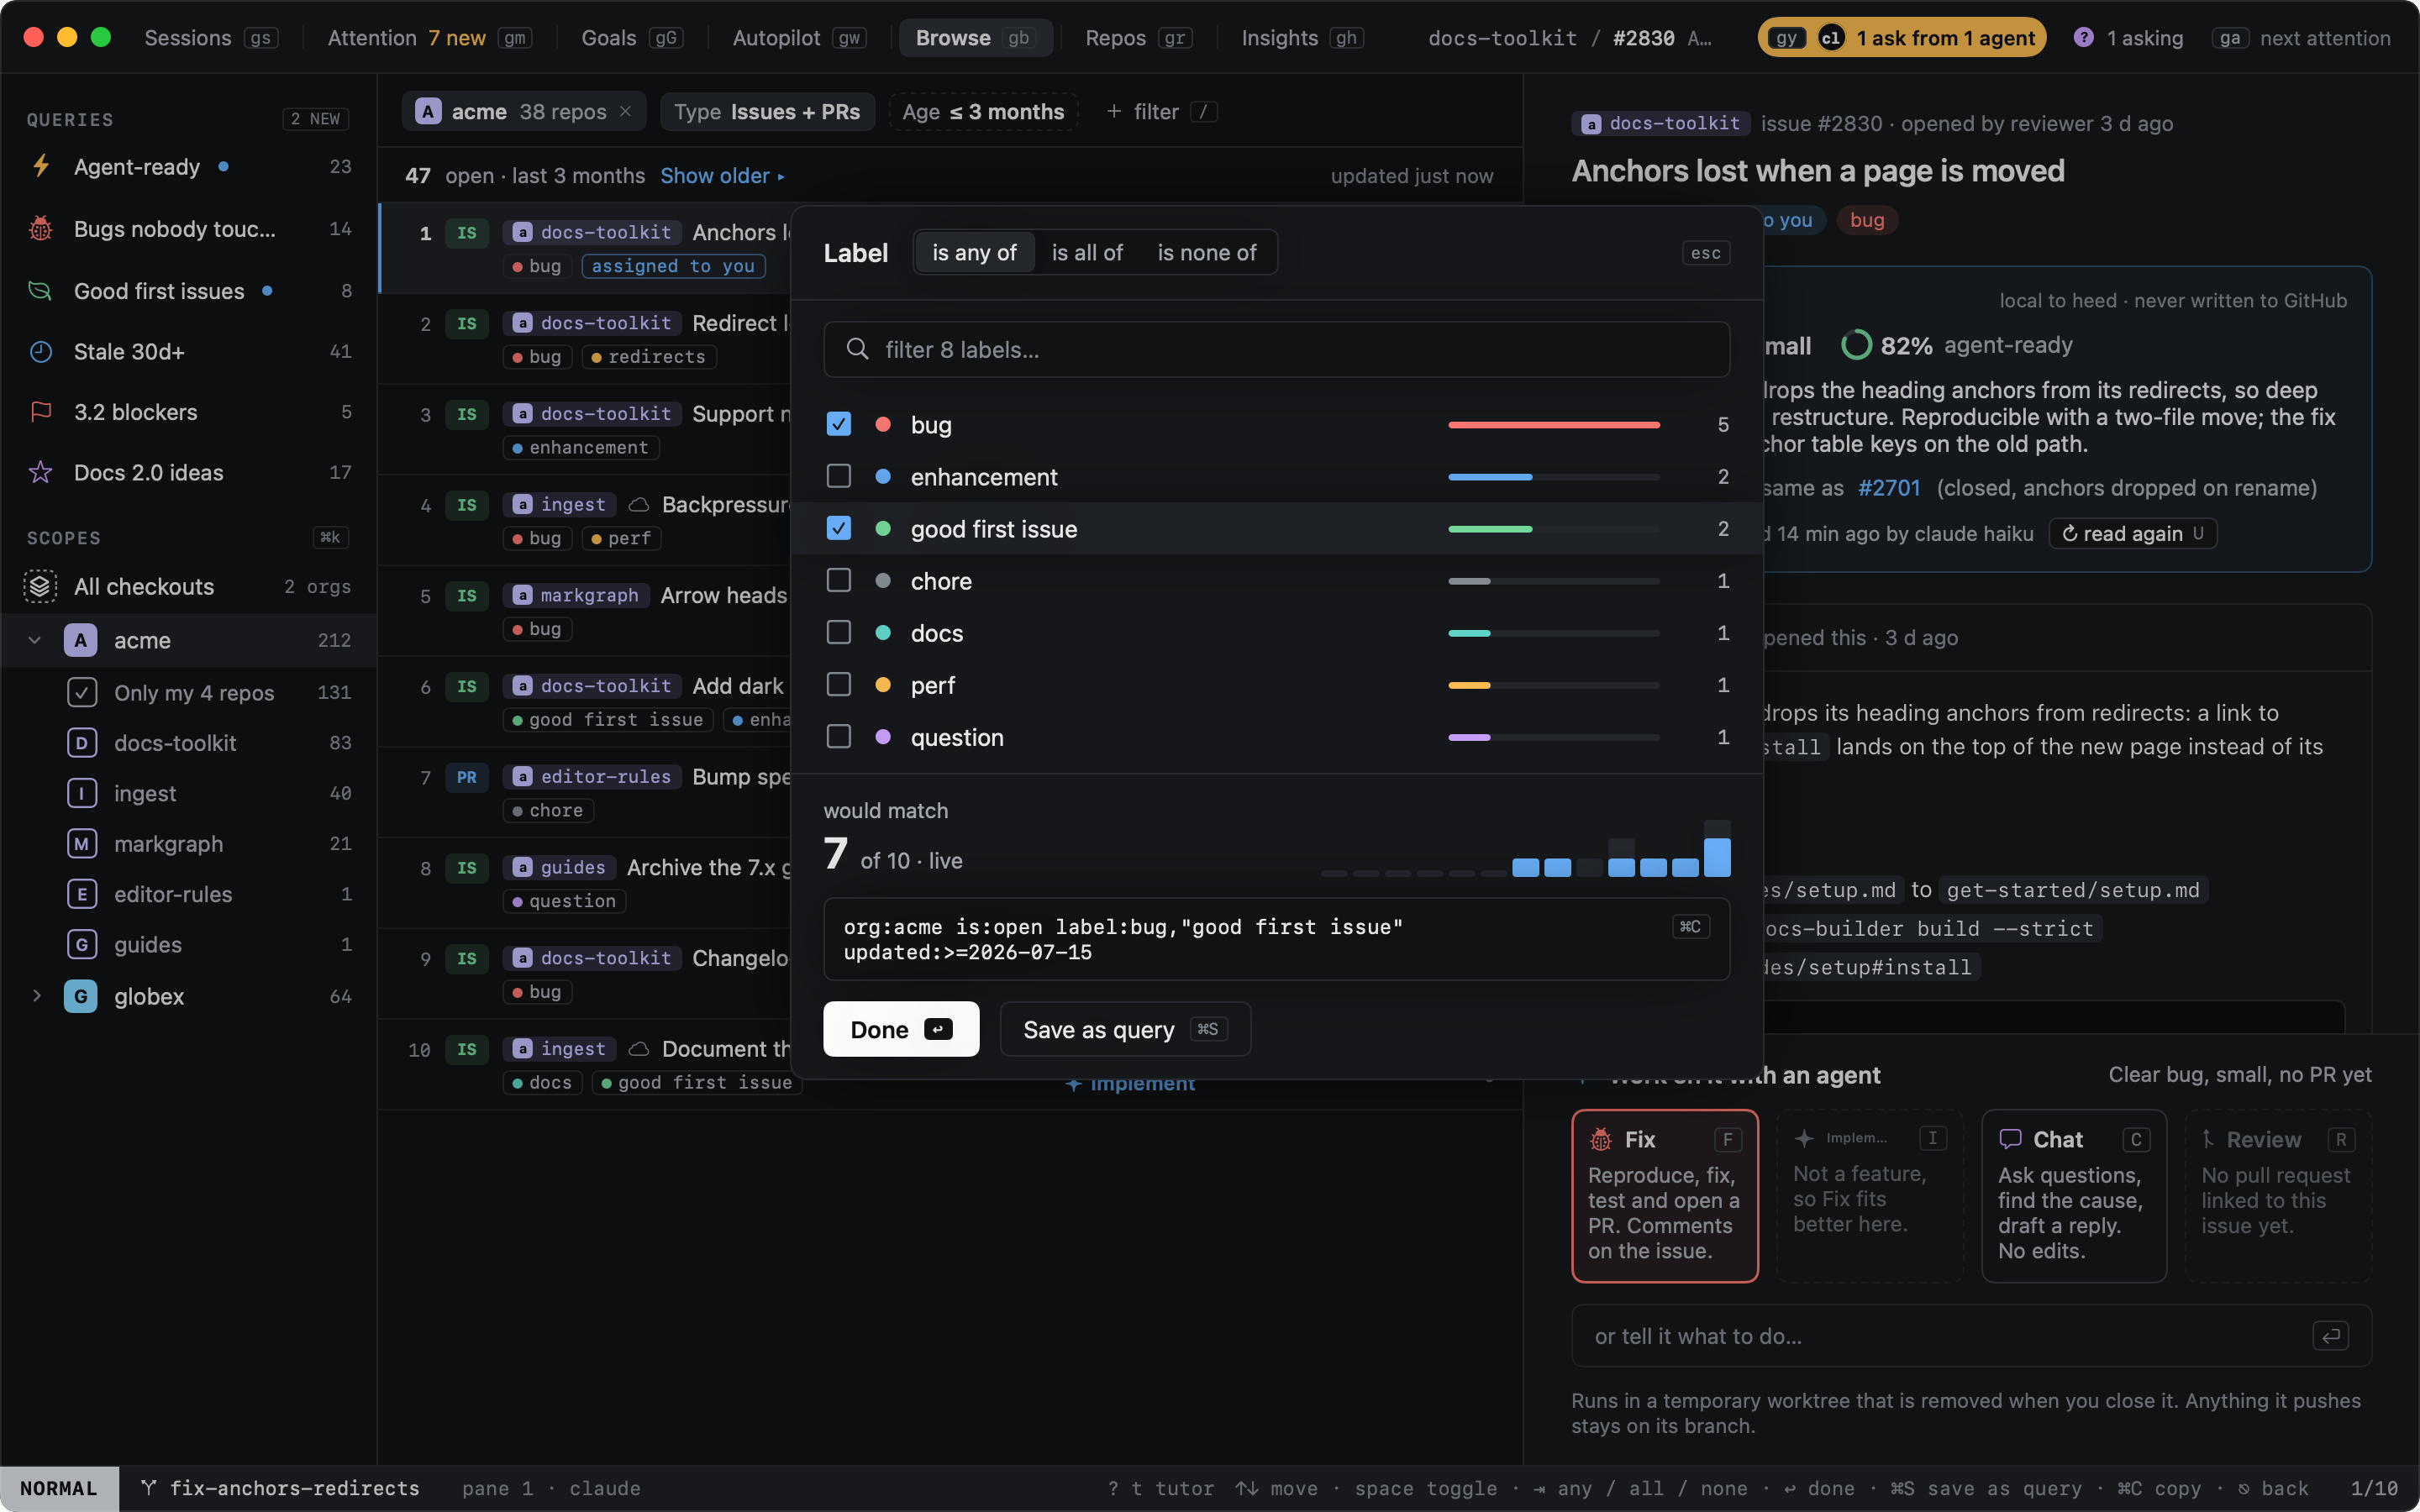 Sessions gs Attention 7 new gm Goals gG Autopilot gw Browse gb Repos gr Insights gh docs-toolkit / #2830 A… gy cl 1 ask from 1 agent ? 1 asking ga next attention
QUERIES 2 NEW
Agent-ready 23
Bugs nobody touc… 14
Good first issues 8
Stale 30d+ 41
3.2 blockers 5
Docs 2.0 ideas 17
SCOPES ⌘k
All checkouts 2 orgs
A acme 212
Only my 4 repos 131
D docs-toolkit 83
I ingest 40
M markgraph 21
E editor-rules 1
G guides 1
G globex 64
A acme 38 repos × Type Issues + PRs Age ≤ 3 months + filter /
47 open · last 3 months Show older ▸ updated just now
1 IS a docs-toolkit Anchors l
bug assigned to you
2 IS a docs-toolkit Redirect l
bug redirects
3 IS a docs-toolkit Support n
enhancement
4 IS a ingest Backpressur
bug perf
5 IS a markgraph Arrow heads
bug
6 IS a docs-toolkit Add dark
good first issue enha
7 PR a editor-rules Bump spe
chore
8 IS a guides Archive the 7.x g
question
9 IS a docs-toolkit Changelo
bug
10 IS a ingest Document th
docs good first issue Implement
Label is any of is all of is none of esc
filter 8 labels…
bug 5
enhancement 2
good first issue 2
chore 1
docs 1
perf 1
question 1
would match
7 of 10 · live
org:acme is:open label:bug,"good first issue" ⌘C
updated:>=2026-07-15
Done ↩ Save as query ⌘S
a docs-toolkit issue #2830 · opened by reviewer 3 d ago
Anchors lost when a page is moved
o you bug
local to heed · never written to GitHub
mall 82% agent-ready
drops the heading anchors from its redirects, so deep
restructure. Reproducible with a two-file move; the fix
chor table keys on the old path.
same as #2701 (closed, anchors dropped on rename)
d 14 min ago by claude haiku read again U
pened this · 3 d ago
drops its heading anchors from redirects: a link to
stall lands on the top of the new page instead of its
es/setup.md to get-started/setup.md
ocs-builder build --strict
des/setup#install
th an agent Clear bug, small, no PR yet
Fix F
Reproduce, fix,
test and open a
PR. Comments
on the issue.
Implem… I
Not a feature,
so Fix fits
better here.
Chat C
Ask questions,
find the cause,
draft a reply.
No edits.
Review R
No pull request
linked to this
issue yet.
or tell it what to do…
Runs in a temporary worktree that is removed when you close it. Anything it pushes
stays on its branch.
NORMAL fix-anchors-redirects pane 1 · claude ? t tutor ↑↓ move · space toggle · ⇥ any / all / none · ↩ done · ⌘S save as query · ⌘C copy · ⎋ back 1/10